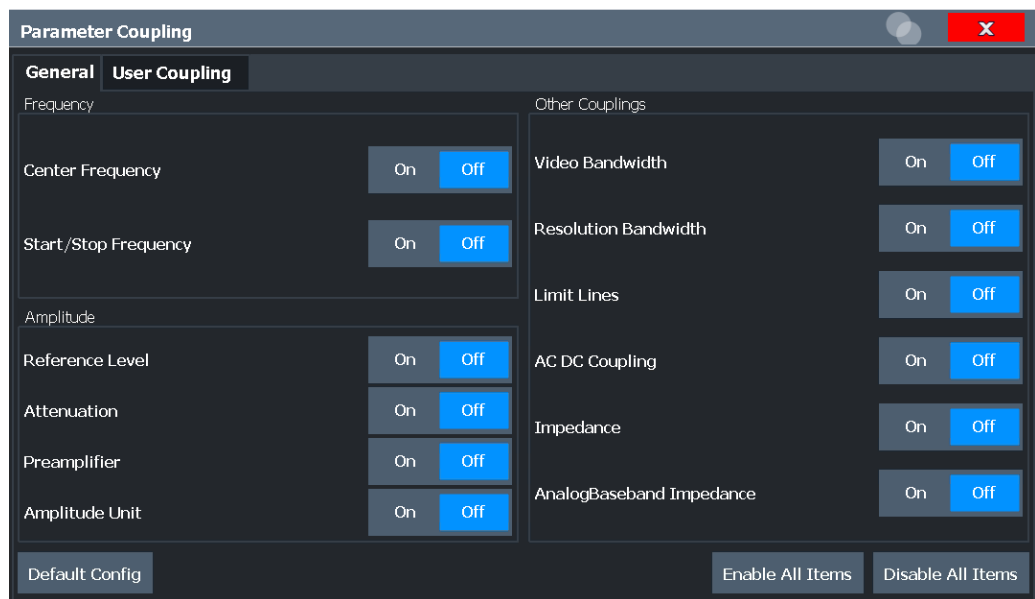 Parameter Coupling
X
General User Coupling
Frequency
Center Frequency On Off
Start/Stop Frequency On Off
Amplitude
Reference Level On Off
Attenuation On Off
Preamplifier On Off
Amplitude Unit On Off
Other Couplings
Video Bandwidth On Off
Resolution Bandwidth On Off
Limit Lines On Off
AC DC Coupling On Off
Impedance On Off
AnalogBaseband Impedance On Off
Default Config Enable All Items Disable All Items